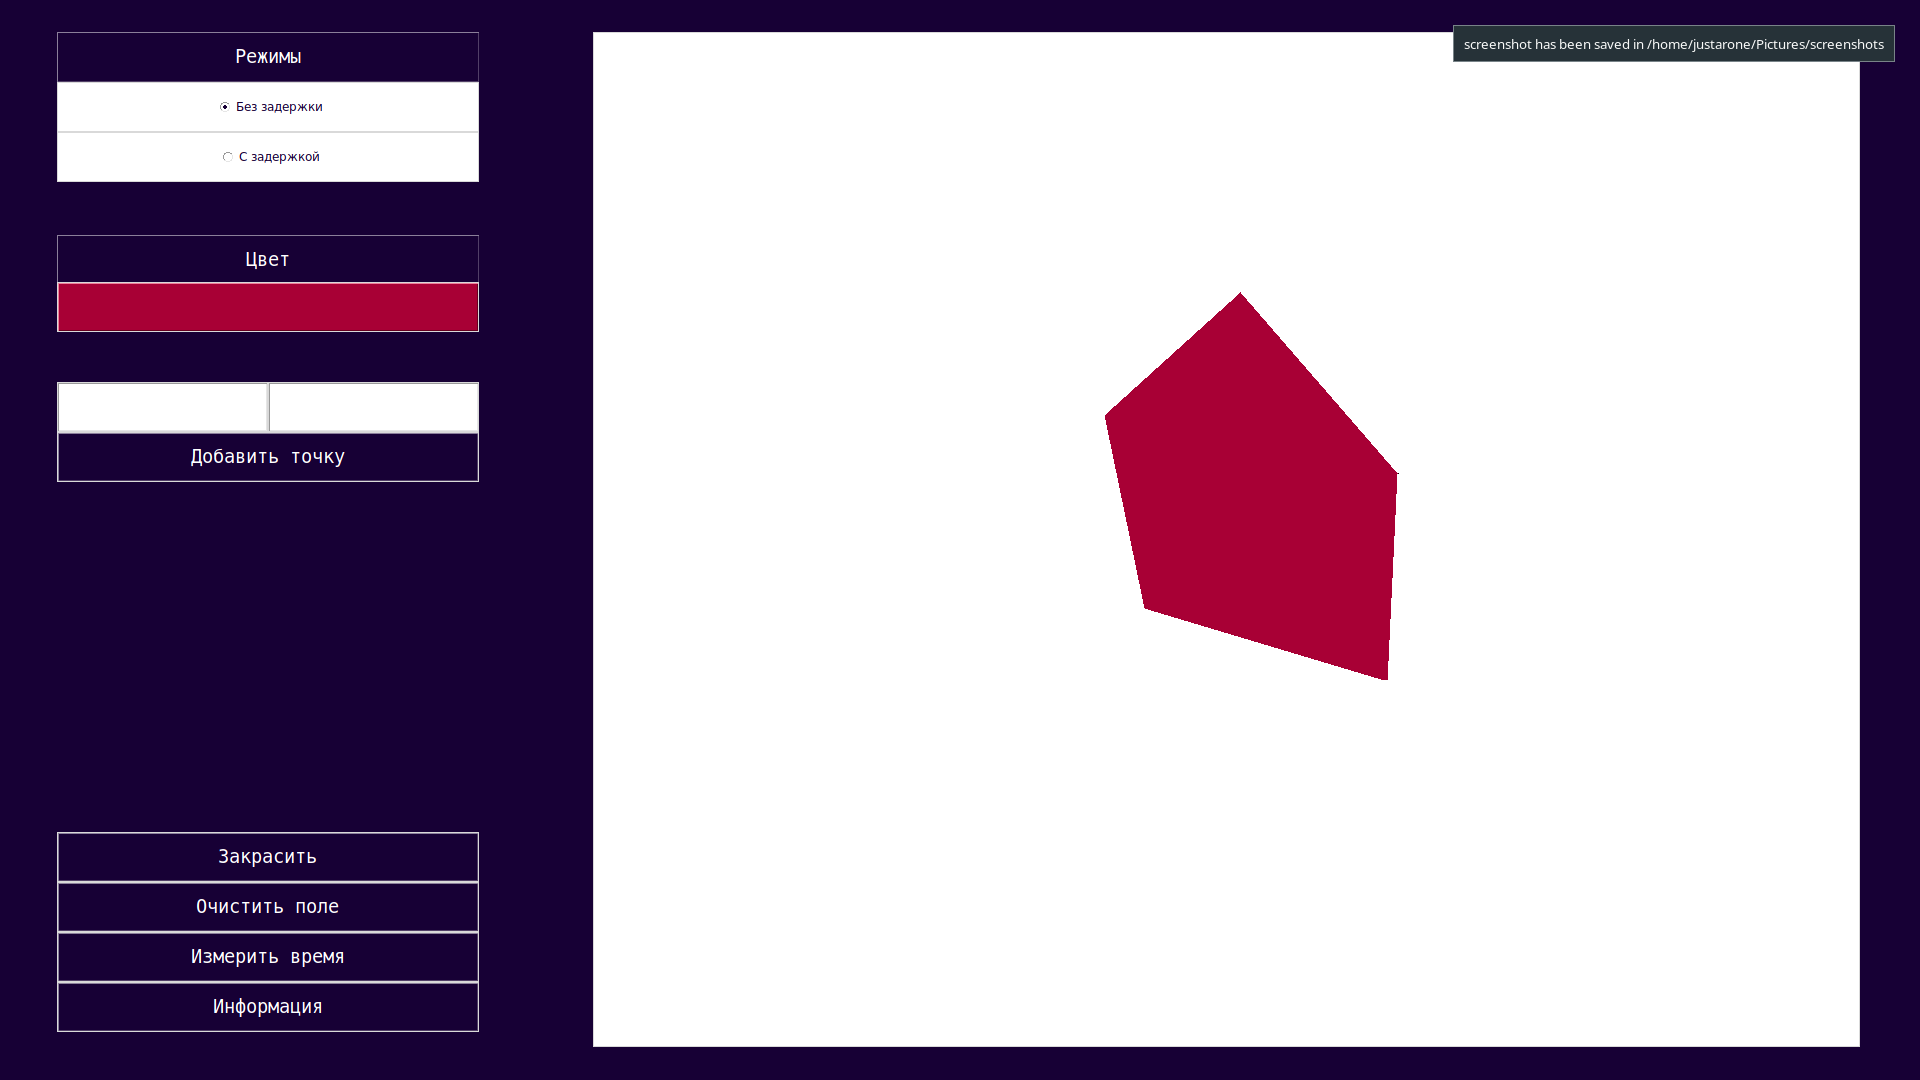 Режимы
Без задержки
С задержкой
Цвет
Добавить точку
Закрасить
Очистить поле
Измерить время
Информация
screenshot has been saved in /home/justarone/Pictures/screenshots